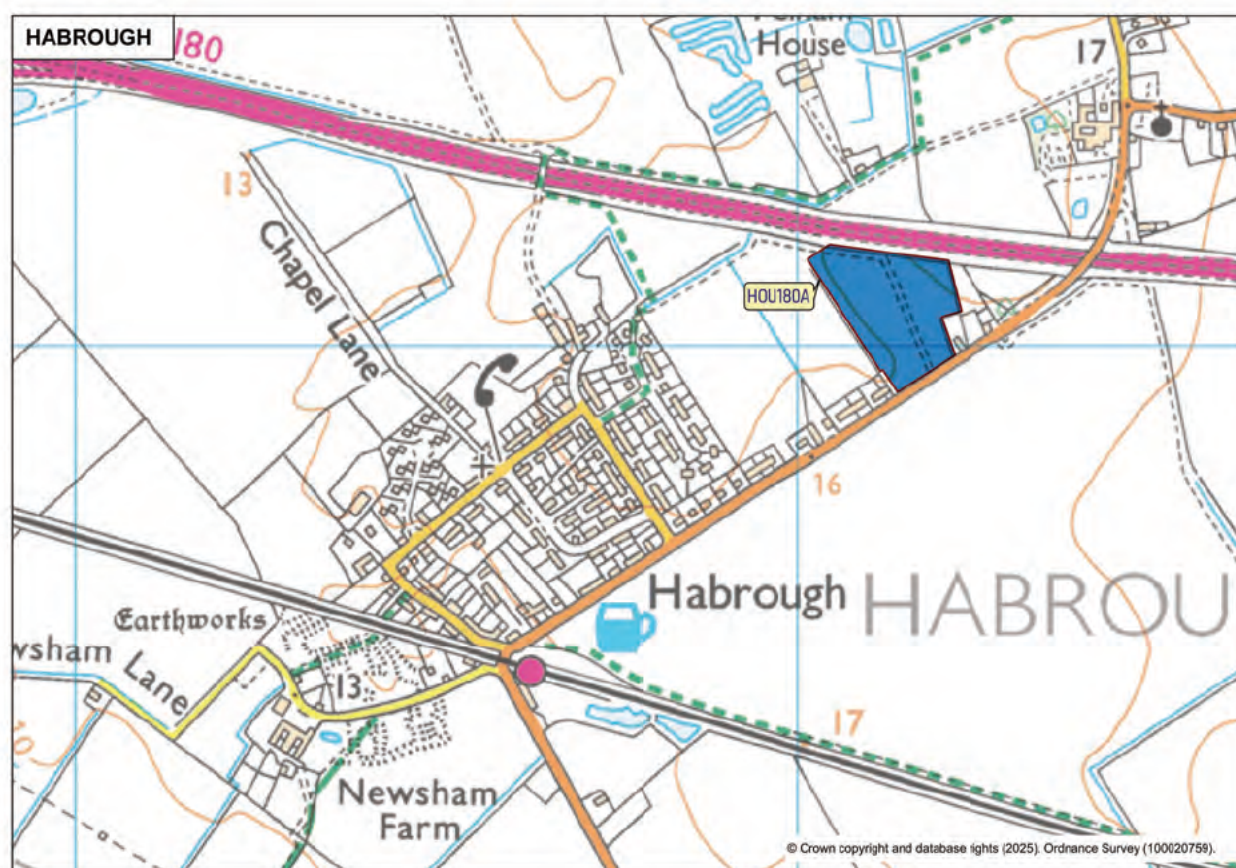 HABROUGH
180
House
17
13
Chapel Lane
HOU180A
16
Habrough
HABROU
Earthworks
wsham
Lane
13
10
17
Newsham
Farm
© Crown copyright and database rights (2025). Ordnance Survey (100020759).